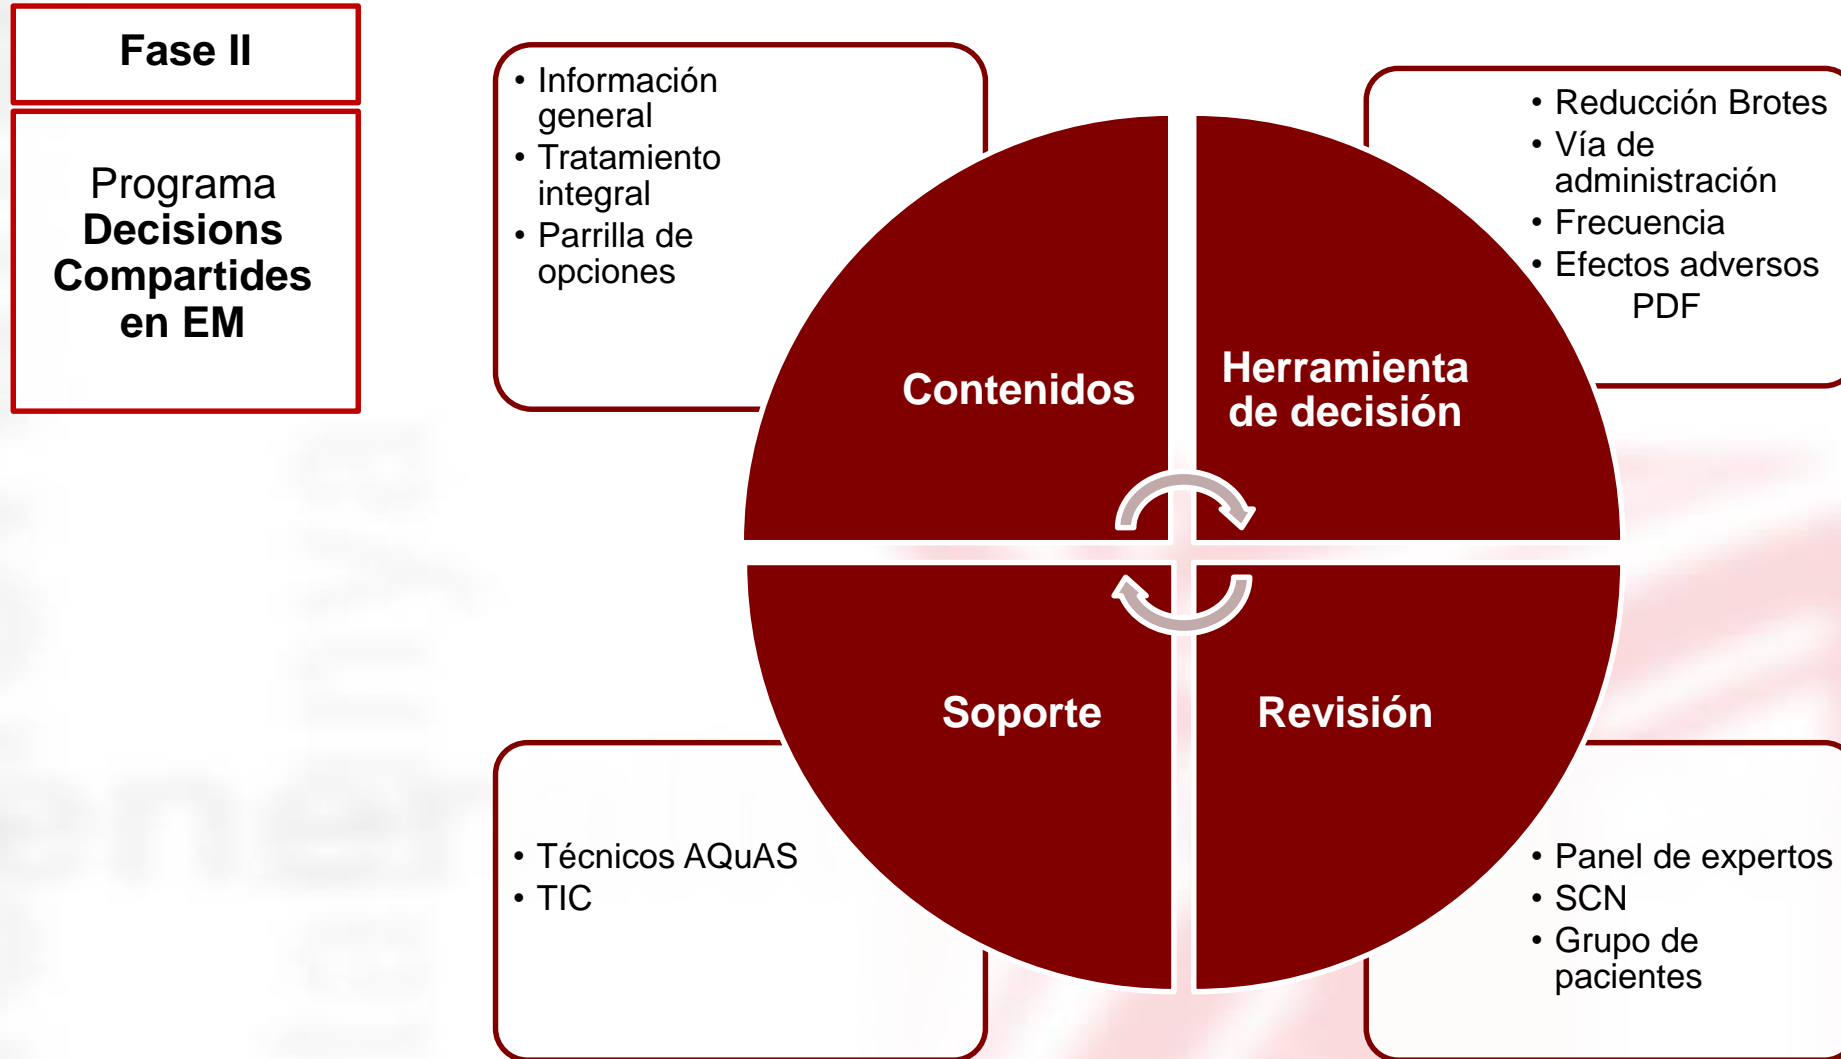 Fase II
Programa
Decisions
Compartides
en EM
• Información
general
• Tratamiento
integral
• Parrilla de
opciones
• Reducción Brotes
• Vía de
administración
• Frecuencia
• Efectos adversos
PDF
Contenidos
Herramienta
de decisión
Soporte
Revisión
• Técnicos AQuAS
• TIC
• Panel de expertos
• SCN
• Grupo de
pacientes